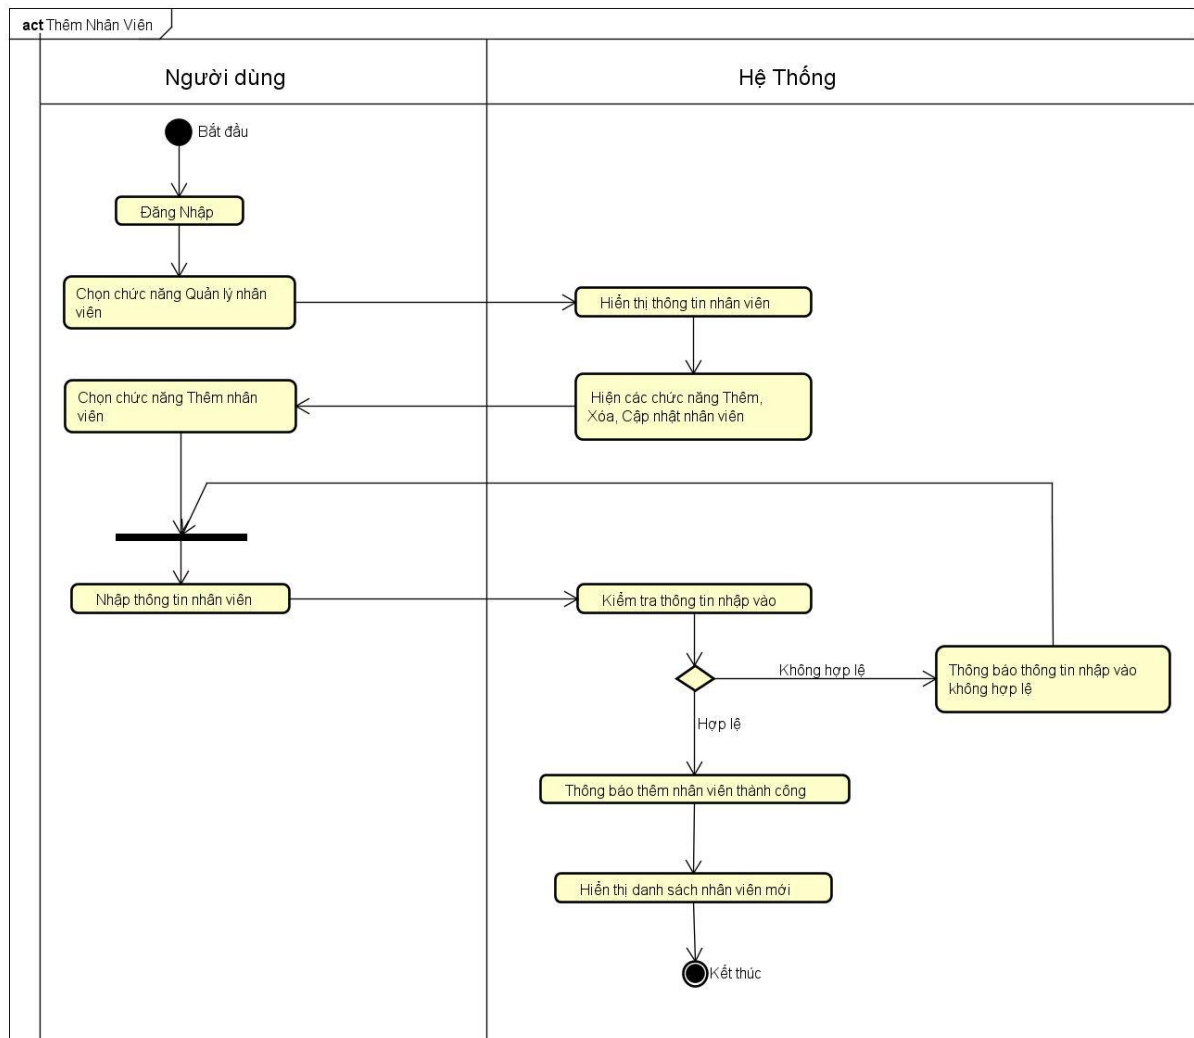 act Thêm Nhân Viên
Người dùng
Hệ Thống
Bắt đầu
Đăng Nhập
Chọn chức năng Quản lý nhân
viên
Hiển thị thông tin nhân viên
Hiện các chức năng Thêm,
Xóa, Cập nhật nhân viên
Chọn chức năng Thêm nhân
viên
Nhập thông tin nhân viên
Kiểm tra thông tin nhập vào
Không hợp lệ
Thông báo thông tin nhập vào
không hợp lệ
Hợp lệ
Thông báo thêm nhân viên thành công
Hiển thị danh sách nhân viên mới
Kết thúc